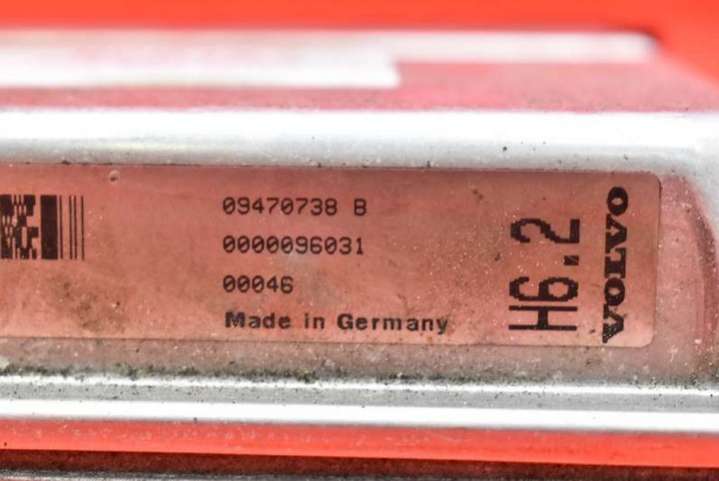 09470738 B
0000096031
00046
Made in Germany
H6.2
VOLVO